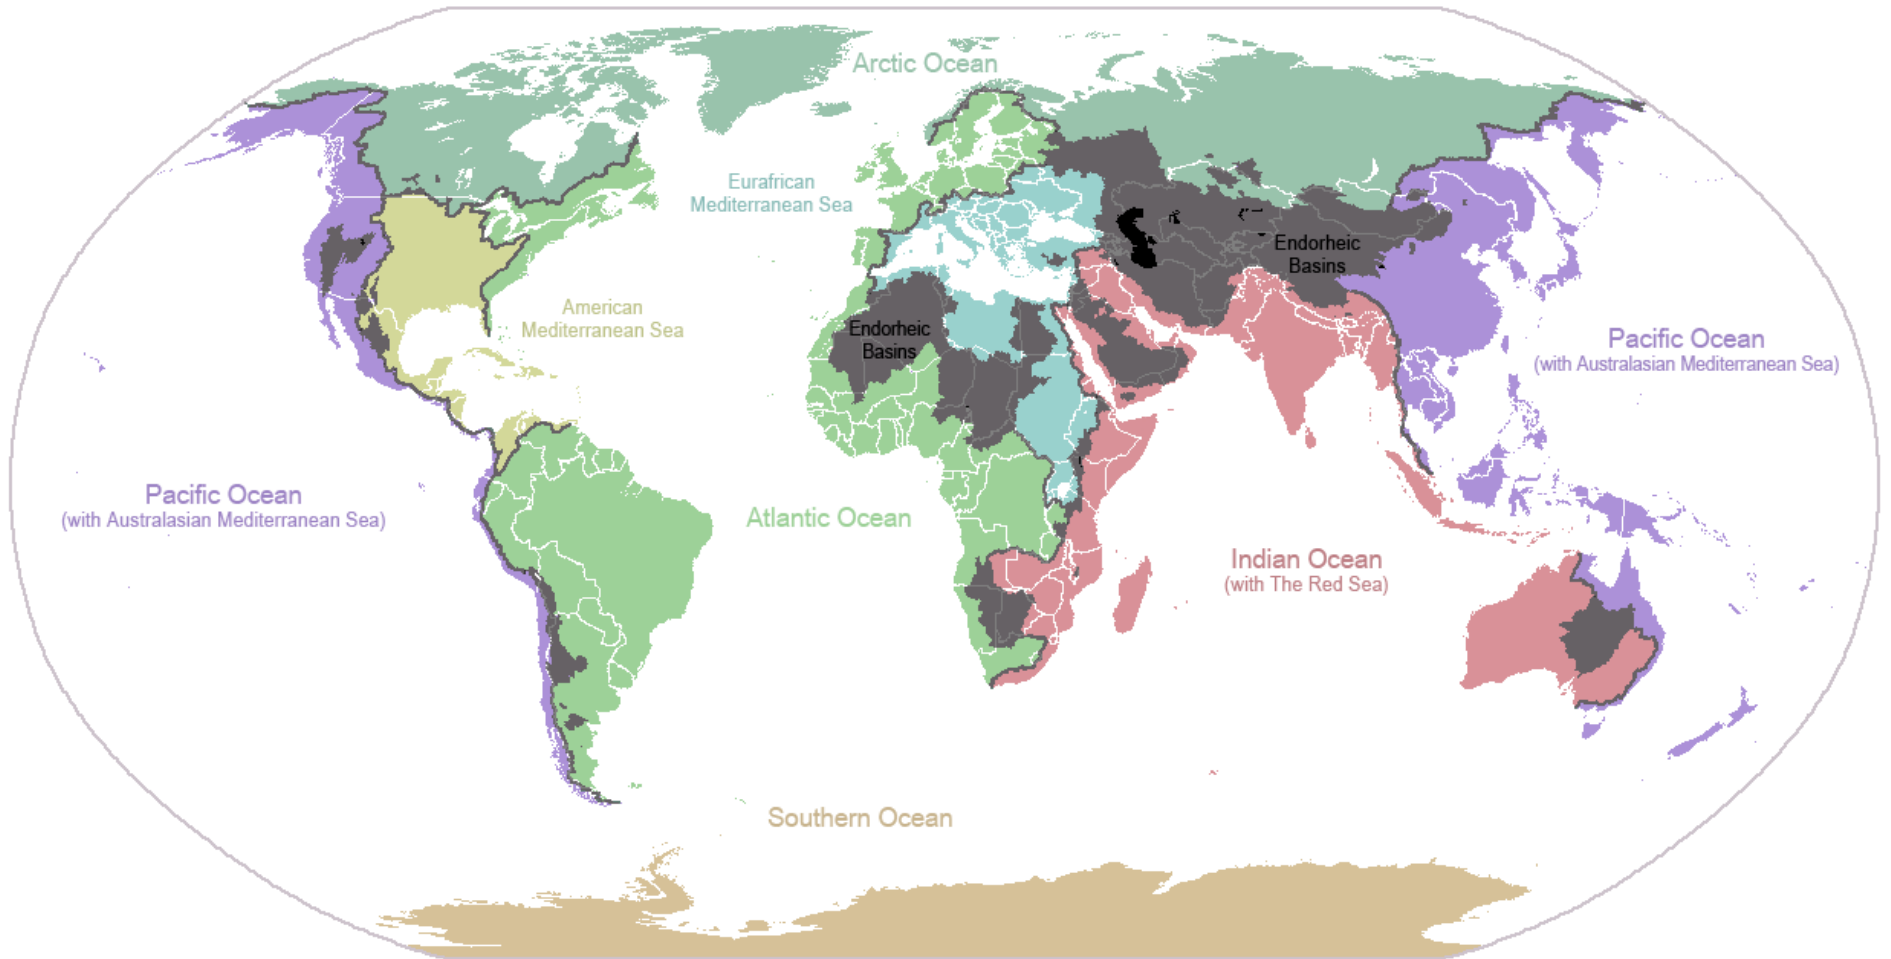 Arctic Ocean
Eurafrican
Mediterranean Sea
Endorheic
Basins
American
Mediterranean Sea
Endorheic
Basins
Pacific Ocean
(with Australasian Mediterranean Sea)
Pacific Ocean
(with Australasian Mediterranean Sea)
Atlantic Ocean
Indian Ocean
(with The Red Sea)
Southern Ocean